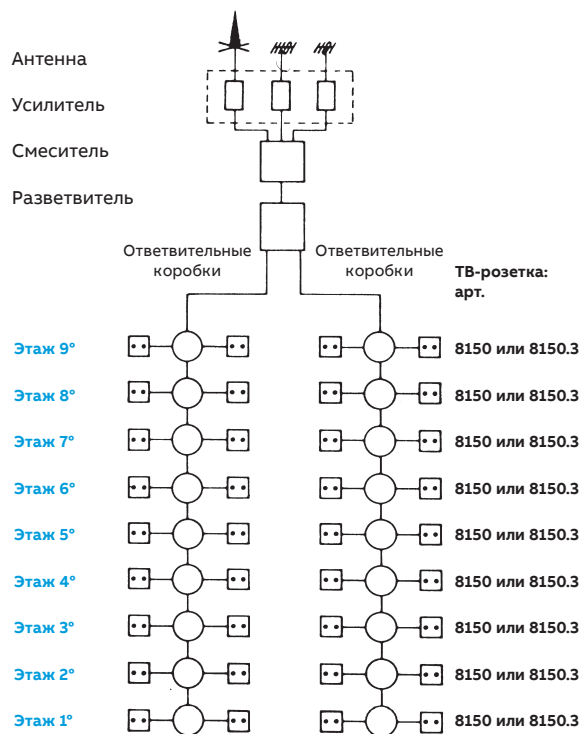 Антенна
Усилитель
Смеситель
Разветвитель
Ответвительные
коробки
Ответвительные
коробки
ТВ-розетка:
арт.
Этаж 9° 8150 или 8150.3
Этаж 8° 8150 или 8150.3
Этаж 7° 8150 или 8150.3
Этаж 6° 8150 или 8150.3
Этаж 5° 8150 или 8150.3
Этаж 4° 8150 или 8150.3
Этаж 3° 8150 или 8150.3
Этаж 2° 8150 или 8150.3
Этаж 1° 8150 или 8150.3